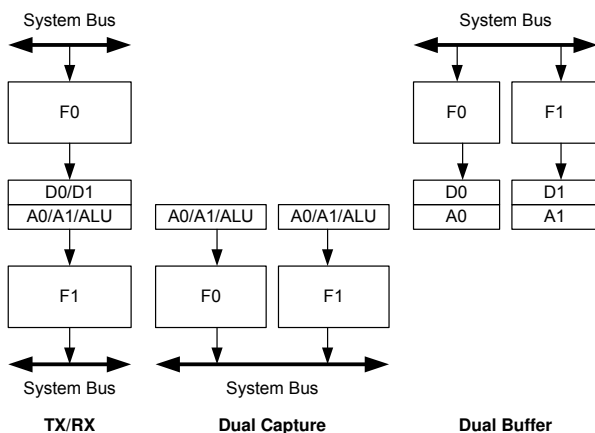 System Bus
F0
D0/D1
A0/A1/ALU
F1
System Bus
TX/RX
A0/A1/ALU
A0/A1/ALU
F0
F1
System Bus
Dual Capture
System Bus
F0
F1
D0
D1
A0
A1
Dual Buffer